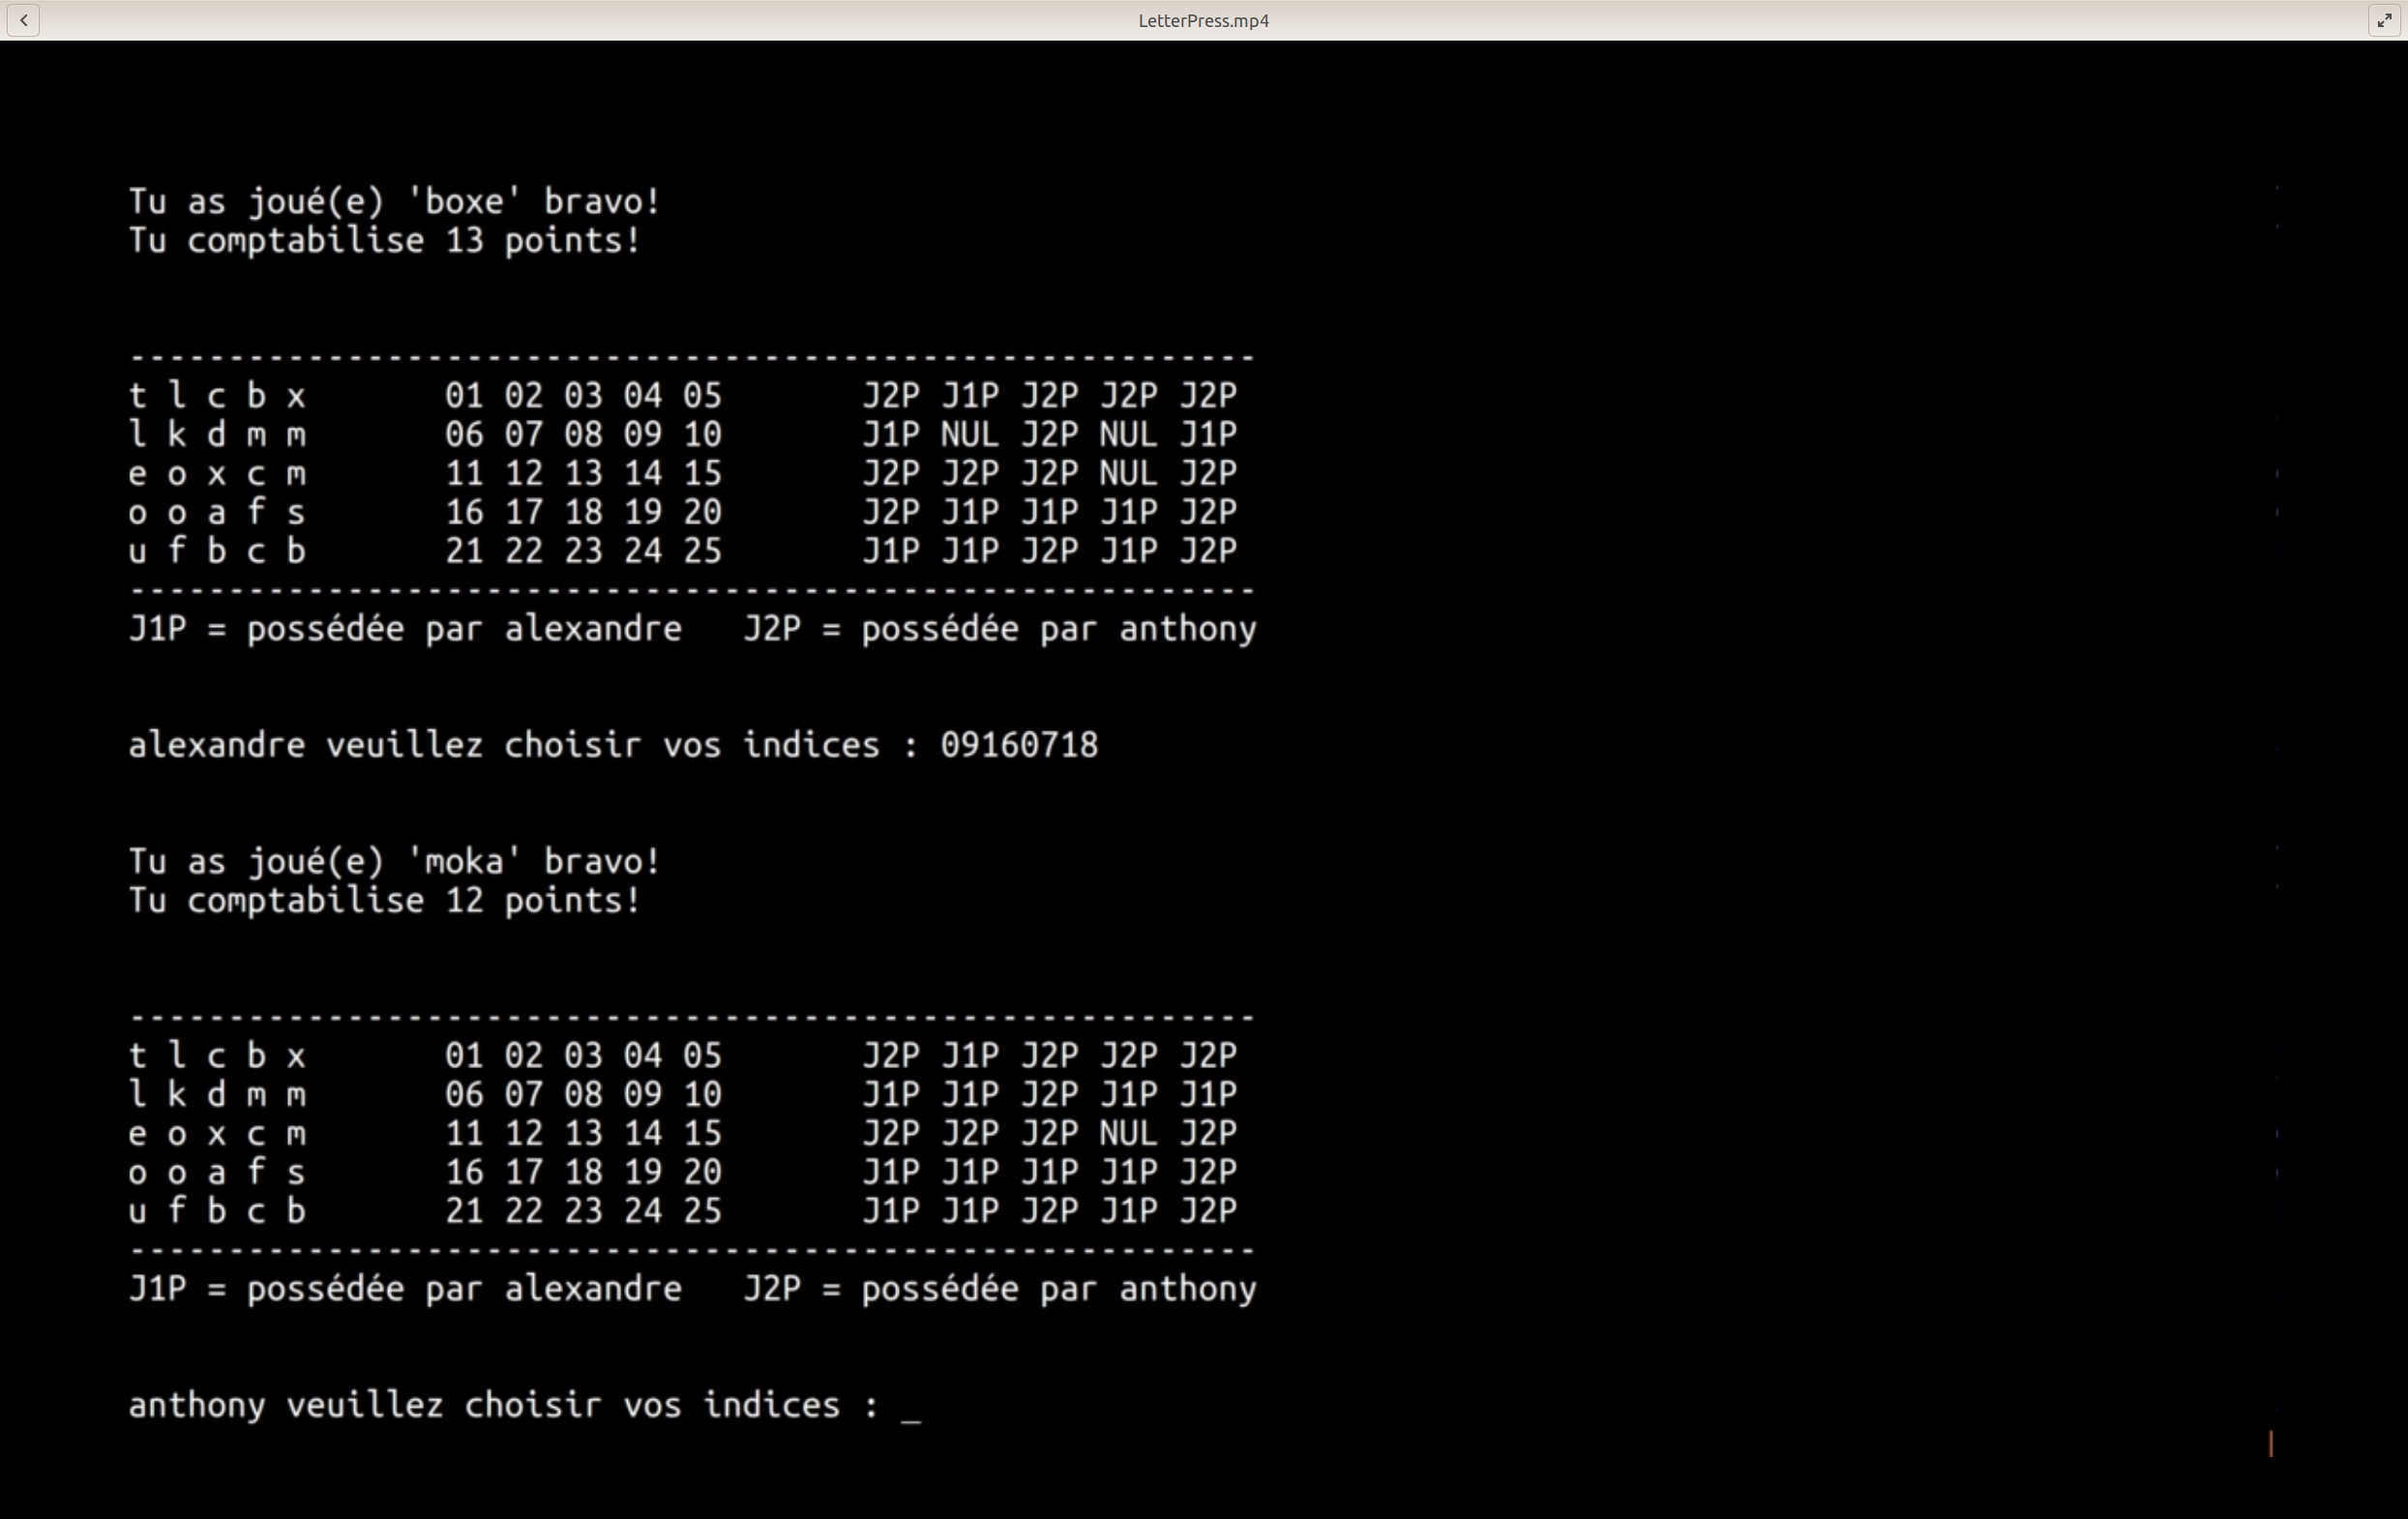 LetterPress.mp4
Tu as joué(e) 'boxe' bravo!
Tu comptabilise 13 points!
---------------------------------------------------------
t l c b x 01 02 03 04 05 J2P J1P J2P J2P J2P
l k d m m 06 07 08 09 10 J1P NUL J2P NUL J1P
e o x c m 11 12 13 14 15 J2P J2P J2P NUL J2P
o o a f s 16 17 18 19 20 J2P J1P J1P J1P J2P
u f b c b 21 22 23 24 25 J1P J1P J2P J1P J2P
---------------------------------------------------------
J1P = possédée par alexandre J2P = possédée par anthony
alexandre veuillez choisir vos indices : 09160718
Tu as joué(e) 'moka' bravo!
Tu comptabilise 12 points!
---------------------------------------------------------
t l c b x 01 02 03 04 05 J2P J1P J2P J2P J2P
l k d m m 06 07 08 09 10 J1P J1P J2P J1P J1P
e o x c m 11 12 13 14 15 J2P J2P J2P NUL J2P
o o a f s 16 17 18 19 20 J1P J1P J1P J1P J2P
u f b c b 21 22 23 24 25 J1P J1P J2P J1P J2P
---------------------------------------------------------
J1P = possédée par alexandre J2P = possédée par anthony
anthony veuillez choisir vos indices : _